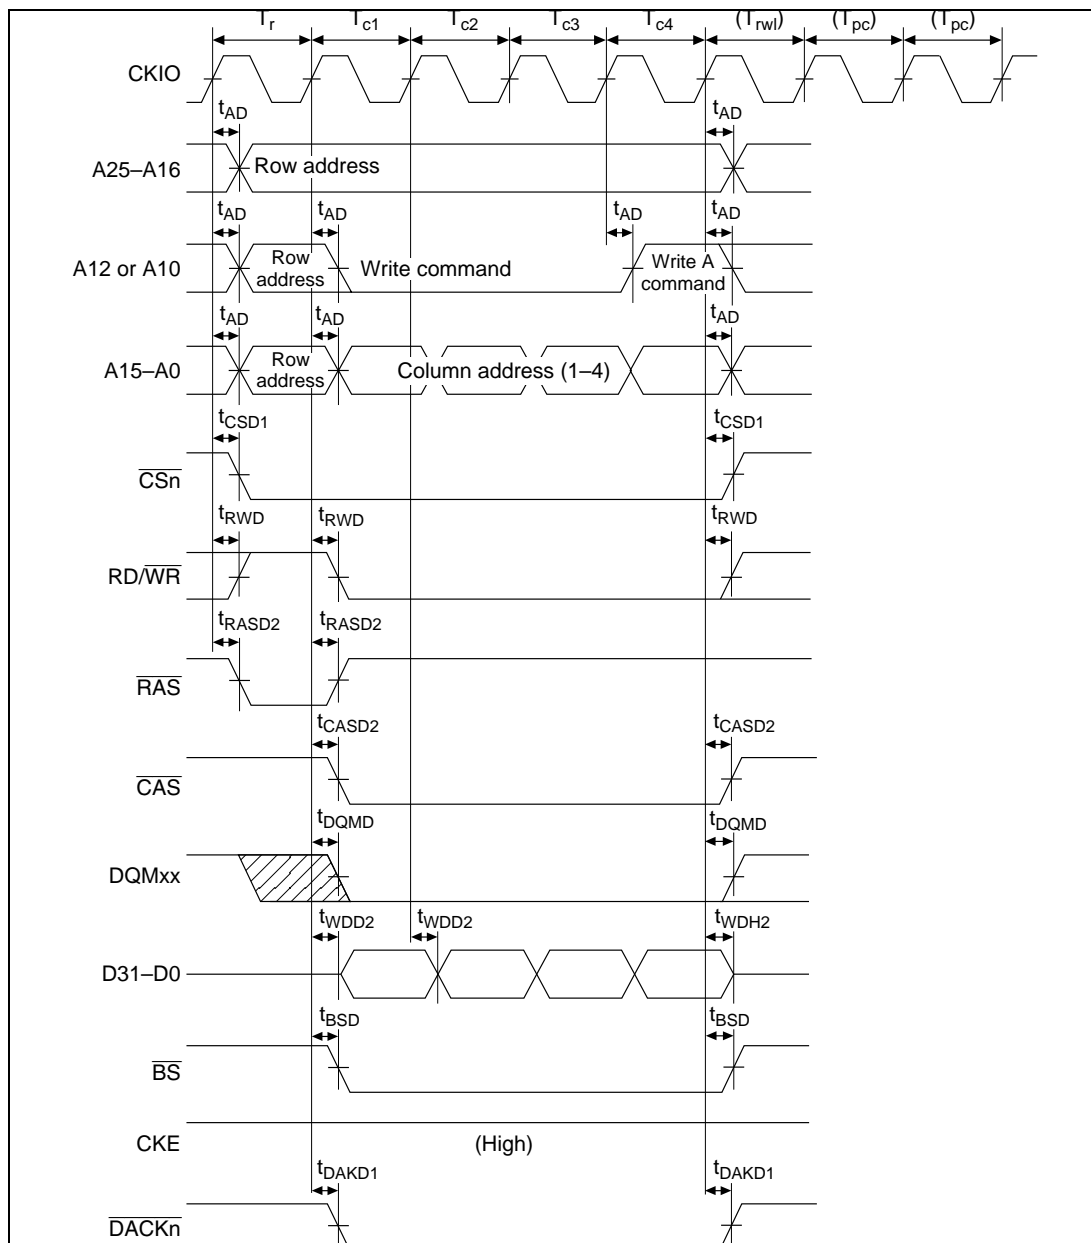 Tr Tc1 Tc2 Tc3 Tc4 (Trwl) (Tpc) (Tpc)
CKIO
tAD tAD
A25–A16 Row address
tAD tAD tAD tAD
A12 or A10 Row address Write command Write A command
tAD tAD tAD
A15–A0 Row address Column address (1–4)
tCSD1 tCSD1
CSn
tRWD tRWD tRWD
RD/WR
tRASD2 tRASD2
RAS
tCASD2 tCASD2
CAS
tDQMD tDQMD
DQMxx
tWDD2 tWDD2 tWDH2
D31–D0
tBSD tBSD
BS
CKE (High)
tDAKD1 tDAKD1
DACKn